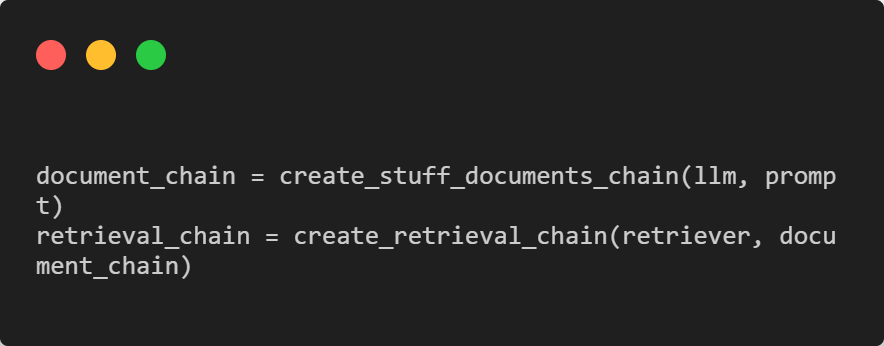 document_chain = create_stuff_documents_chain(llm, promp
t)
retrieval_chain = create_retrieval_chain(retriever, docu
ment_chain)